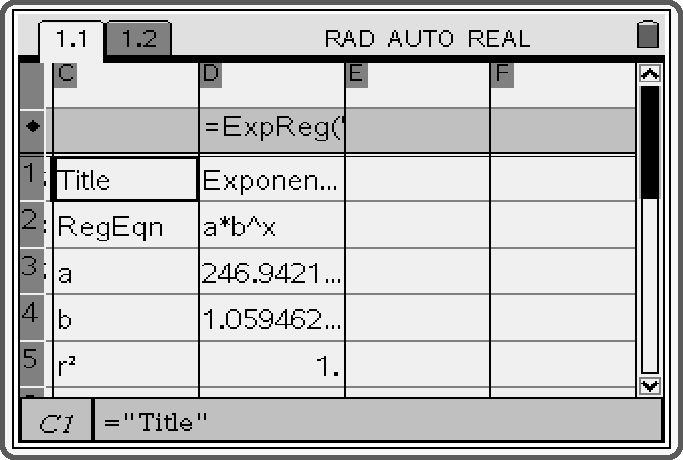 1.1 1.2 RAD AUTO REAL
C D E F
=ExpReg('
1 Title Exponen...
2 RegEqn a*b^x
3 a 246.9421...
4 b 1.059462...
5 r² 1.
C1 ="Title"